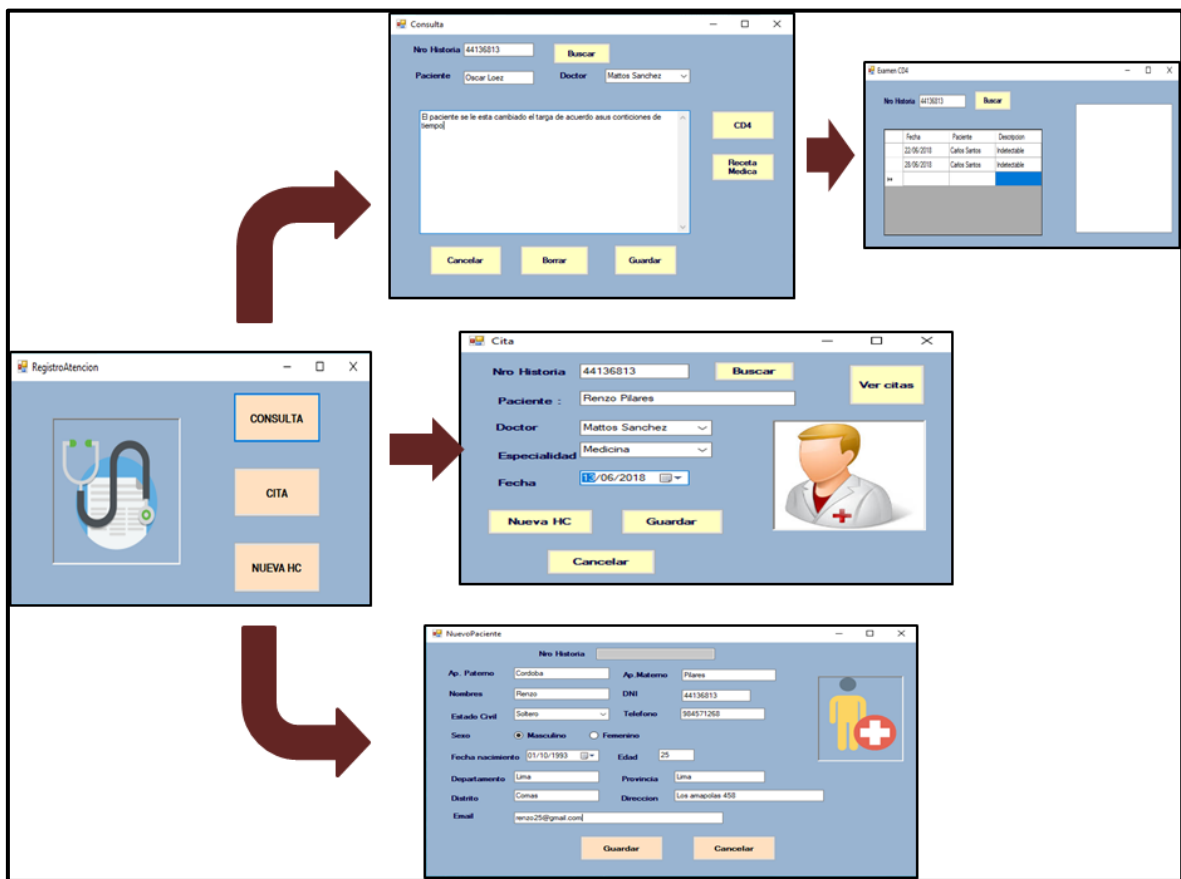 Consulta
Nro Historia 44136813 Buscar
Paciente Oscar Loez Doctor Mattos Sanchez
El paciente se le esta cambiado el targa de acuerdo asus conticiones de
tiempo
CD4
Receta
Medica
Cancelar Borrar Guardar
Examen CD4
Nro Historia 44136813 Buscar
Fecha Paciente Descripcion
22/06/2018 Carlos Santos Indetectable
28/06/2018 Carlos Santos Indetectable
RegistroAtencion
CONSULTA
CITA
NUEVA HC
Cita
Nro Historia 44136813 Buscar
Ver citas
Paciente : Renzo Pilares
Doctor Mattos Sanchez
Especialidad Medicina
Fecha 13/06/2018
Nueva HC Guardar
Cancelar
NuevoPaciente
Nro Historia
Ap. Paterno Cordoba Ap.Materno Pilares
Nombres Renzo DNI 44136813
Estado Civil Soltero Telefono 984571268
Sexo Masculino Femenino
Fecha nacimiento 01/10/1993 Edad 25
Departamento Lima Provincia Lima
Distrito Comas Direccion Los amapolas 458
Email renzo25@gmail.com
Guardar Cancelar